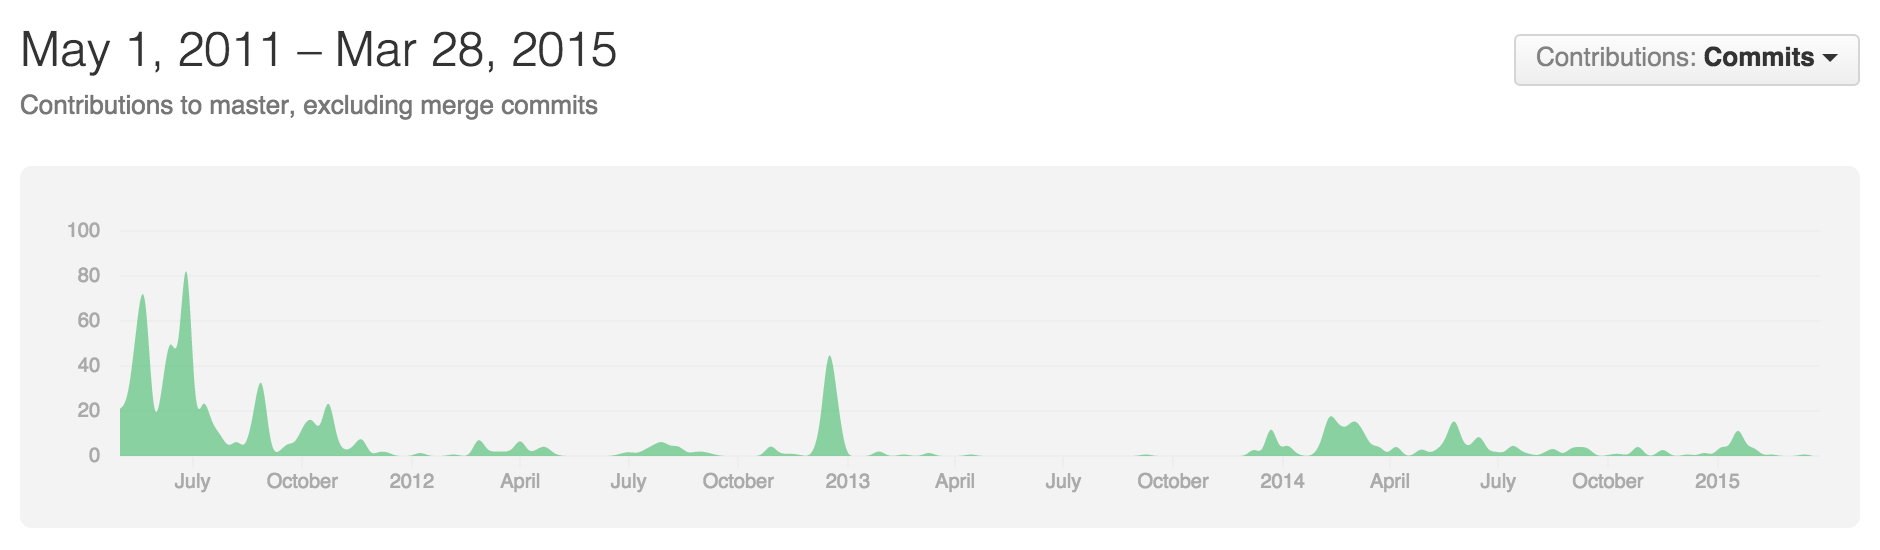 May 1, 2011 – Mar 28, 2015
Contributions: Commits
Contributions to master, excluding merge commits
100
80
60
40
20
0
July October 2012 April July October 2013 April July October 2014 April July October 2015